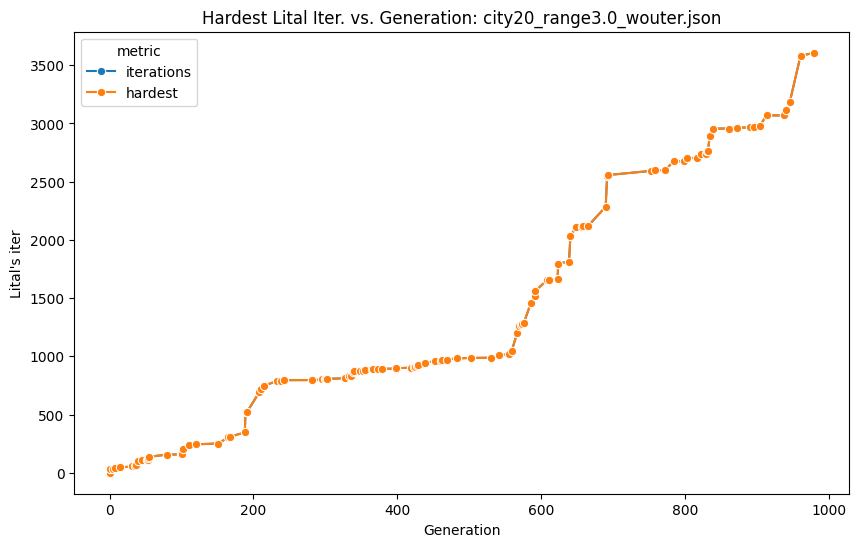 Hardest Lital Iter. vs. Generation: city20_range3.0_wouter.json
metric
iterations
hardest
3500
3000
2500
2000
1500
1000
500
0
Lital's iter
0 200 400 600 800 1000
Generation